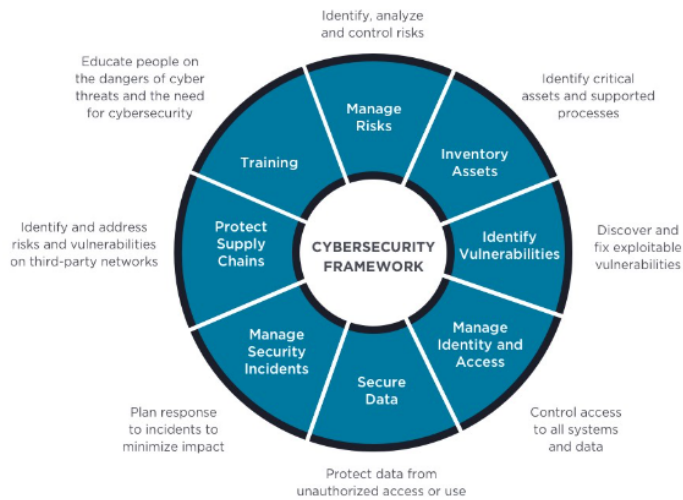 Identify, analyze
and control risks
Educate people on
the dangers of cyber
threats and the need
for cybersecurity
Identify critical
assets and supported
processes
Manage
Risks
Training
Inventory
Assets
Identify and address
risks and vulnerabilities
on third-party networks
Protect
Supply
Chains
CYBERSECURITY
FRAMEWORK
Identify
Vulnerabilities
Discover and
fix exploitable
vulnerabilities
Manage
Security
Incidents
Manage
Identity and
Access
Secure
Data
Plan response
to incidents to
minimize impact
Control access
to all systems
and data
Protect data from
unauthorized access or use